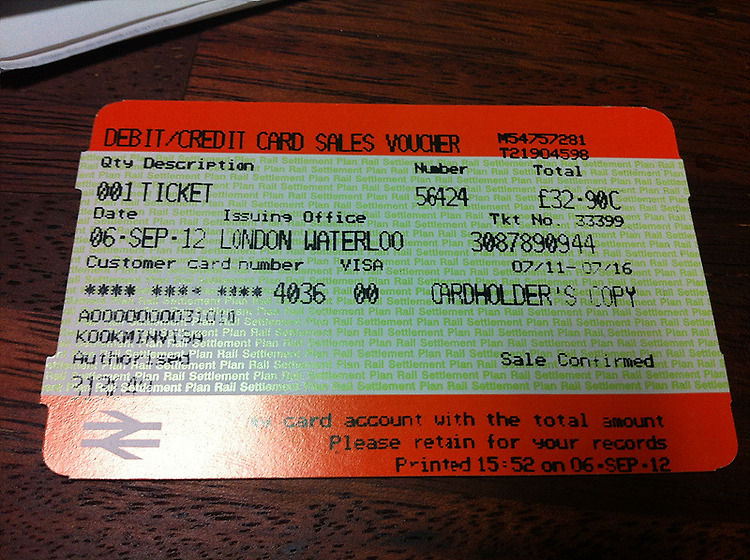 DEBIT/CREDIT CARD SALES VOUCHER M54757281
T21904598
Qty Description Number Total
001 TICKET 56424 £32·90C
Date Issuing Office Tkt No. 33399
06·SEP·12 LONDON WATERLOO 3087890944
Customer card number VISA 07/11-07/16
**** **** **** 4036 00 CARDHOLDER'S COPY
A0000000031010
KOOKMINVISA
Authorised Sale Confirmed
card account with the total amount
Please retain for your records
Printed 15:52 on 06·SEP·12